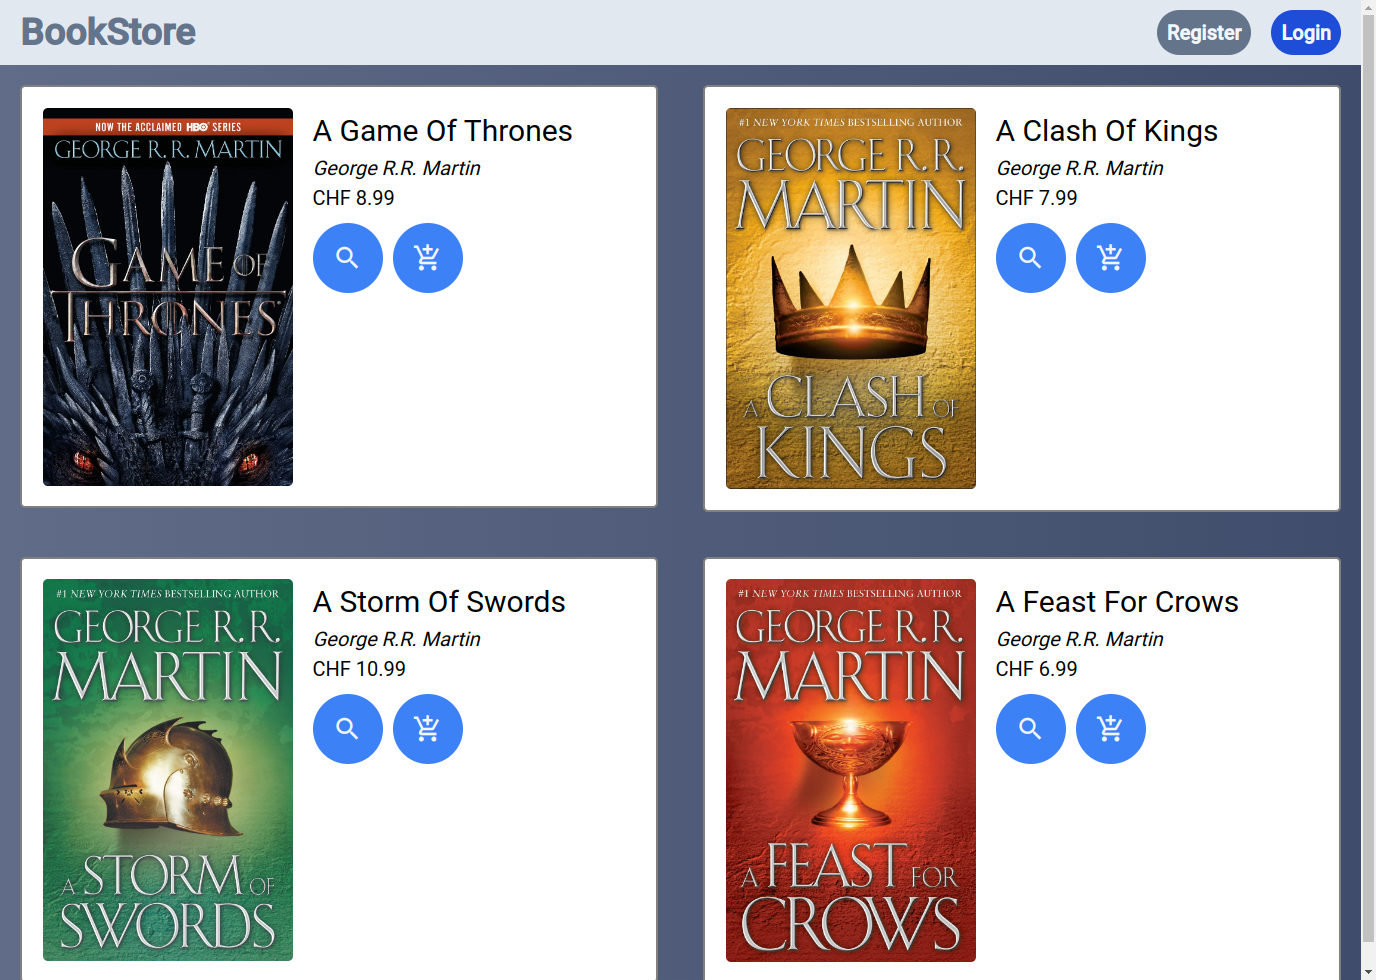 BookStore
Register
Login
NOW THE ACCLAIMED HBO® SERIES
GEORGE R. R. MARTIN
GAME OF
THRONES®
A Game Of Thrones
George R.R. Martin
CHF 8.99
#1 NEW YORK TIMES BESTSELLING AUTHOR
GEORGE R. R.
MARTIN
A CLASH OF
KINGS
A Clash Of Kings
George R.R. Martin
CHF 7.99
#1 NEW YORK TIMES BESTSELLING AUTHOR
GEORGE R. R.
MARTIN
A STORM OF
SWORDS
A Storm Of Swords
George R.R. Martin
CHF 10.99
#1 NEW YORK TIMES BESTSELLING AUTHOR
GEORGE R. R.
MARTIN
A FEAST FOR
CROWS
A Feast For Crows
George R.R. Martin
CHF 6.99